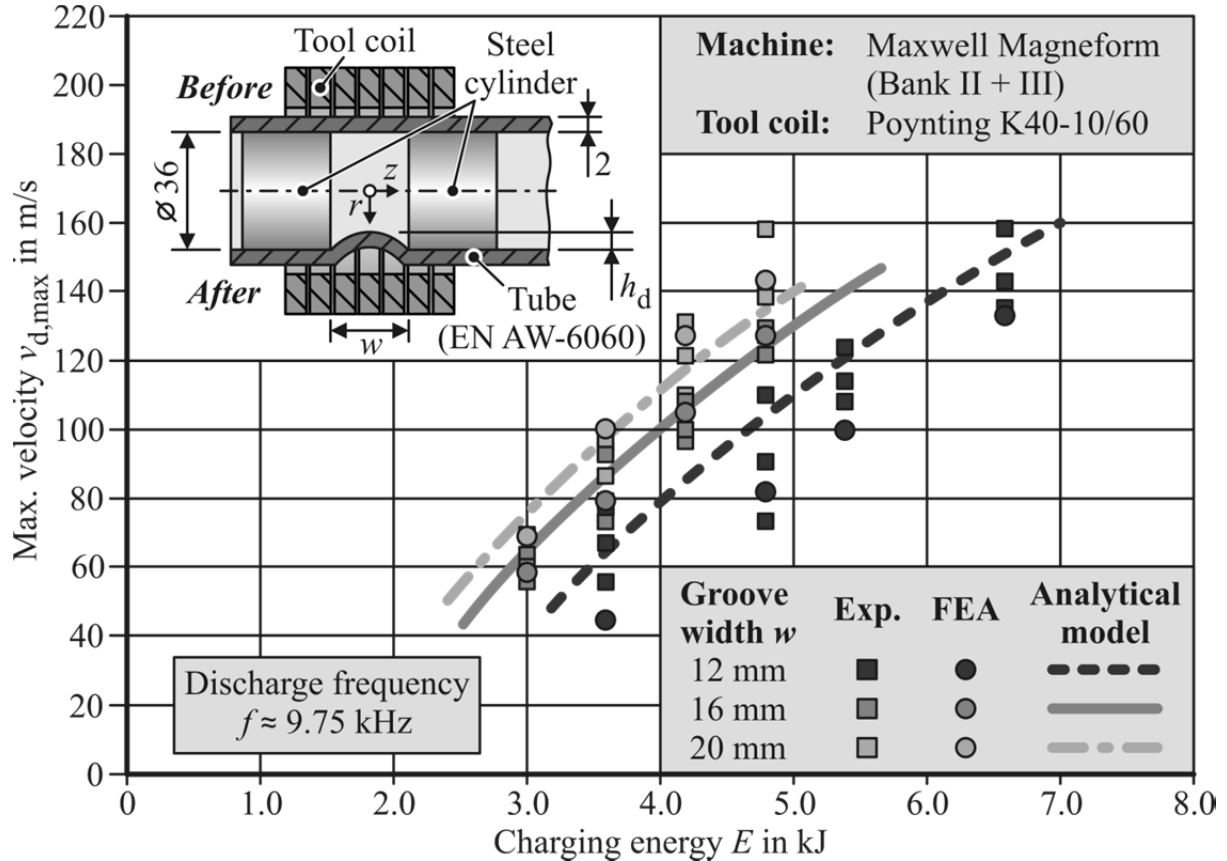 Max. velocity v_d,max in m/s
220
200
180
160
140
120
100
80
60
40
20
0
0
1.0
2.0
3.0
4.0
5.0
6.0
7.0
8.0
Charging energy E in kJ
Tool coil
Steel
cylinder
Before
After
⌀ 36
2
z
r
h_d
w
Tube
(EN AW-6060)
Machine: Maxwell Magneform
(Bank II + III)
Tool coil: Poynting K40-10/60
Discharge frequency
f ≈ 9.75 kHz
Groove Exp. FEA Analytical
width w model
12 mm
16 mm
20 mm